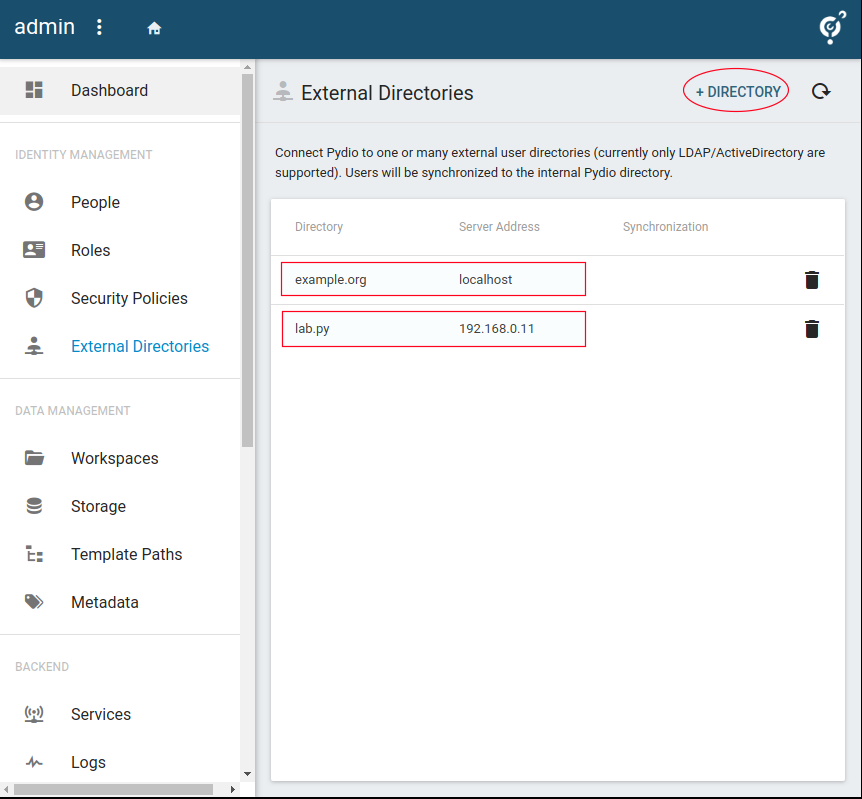 admin
Dashboard
IDENTITY MANAGEMENT
People
Roles
Security Policies
External Directories
DATA MANAGEMENT
Workspaces
Storage
Template Paths
Metadata
BACKEND
Services
Logs
External Directories
+ DIRECTORY
Connect Pydio to one or many external user directories (currently only LDAP/ActiveDirectory are
supported). Users will be synchronized to the internal Pydio directory.
Directory Server Address Synchronization
example.org localhost
lab.py 192.168.0.11